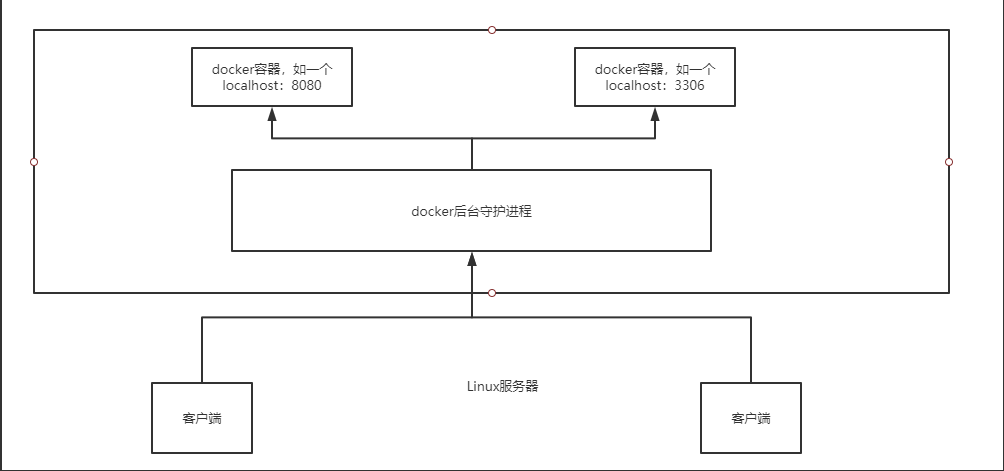 docker容器，如一个
localhost：8080
docker容器，如一个
localhost：3306
docker后台守护进程
Linux服务器
客户端
客户端